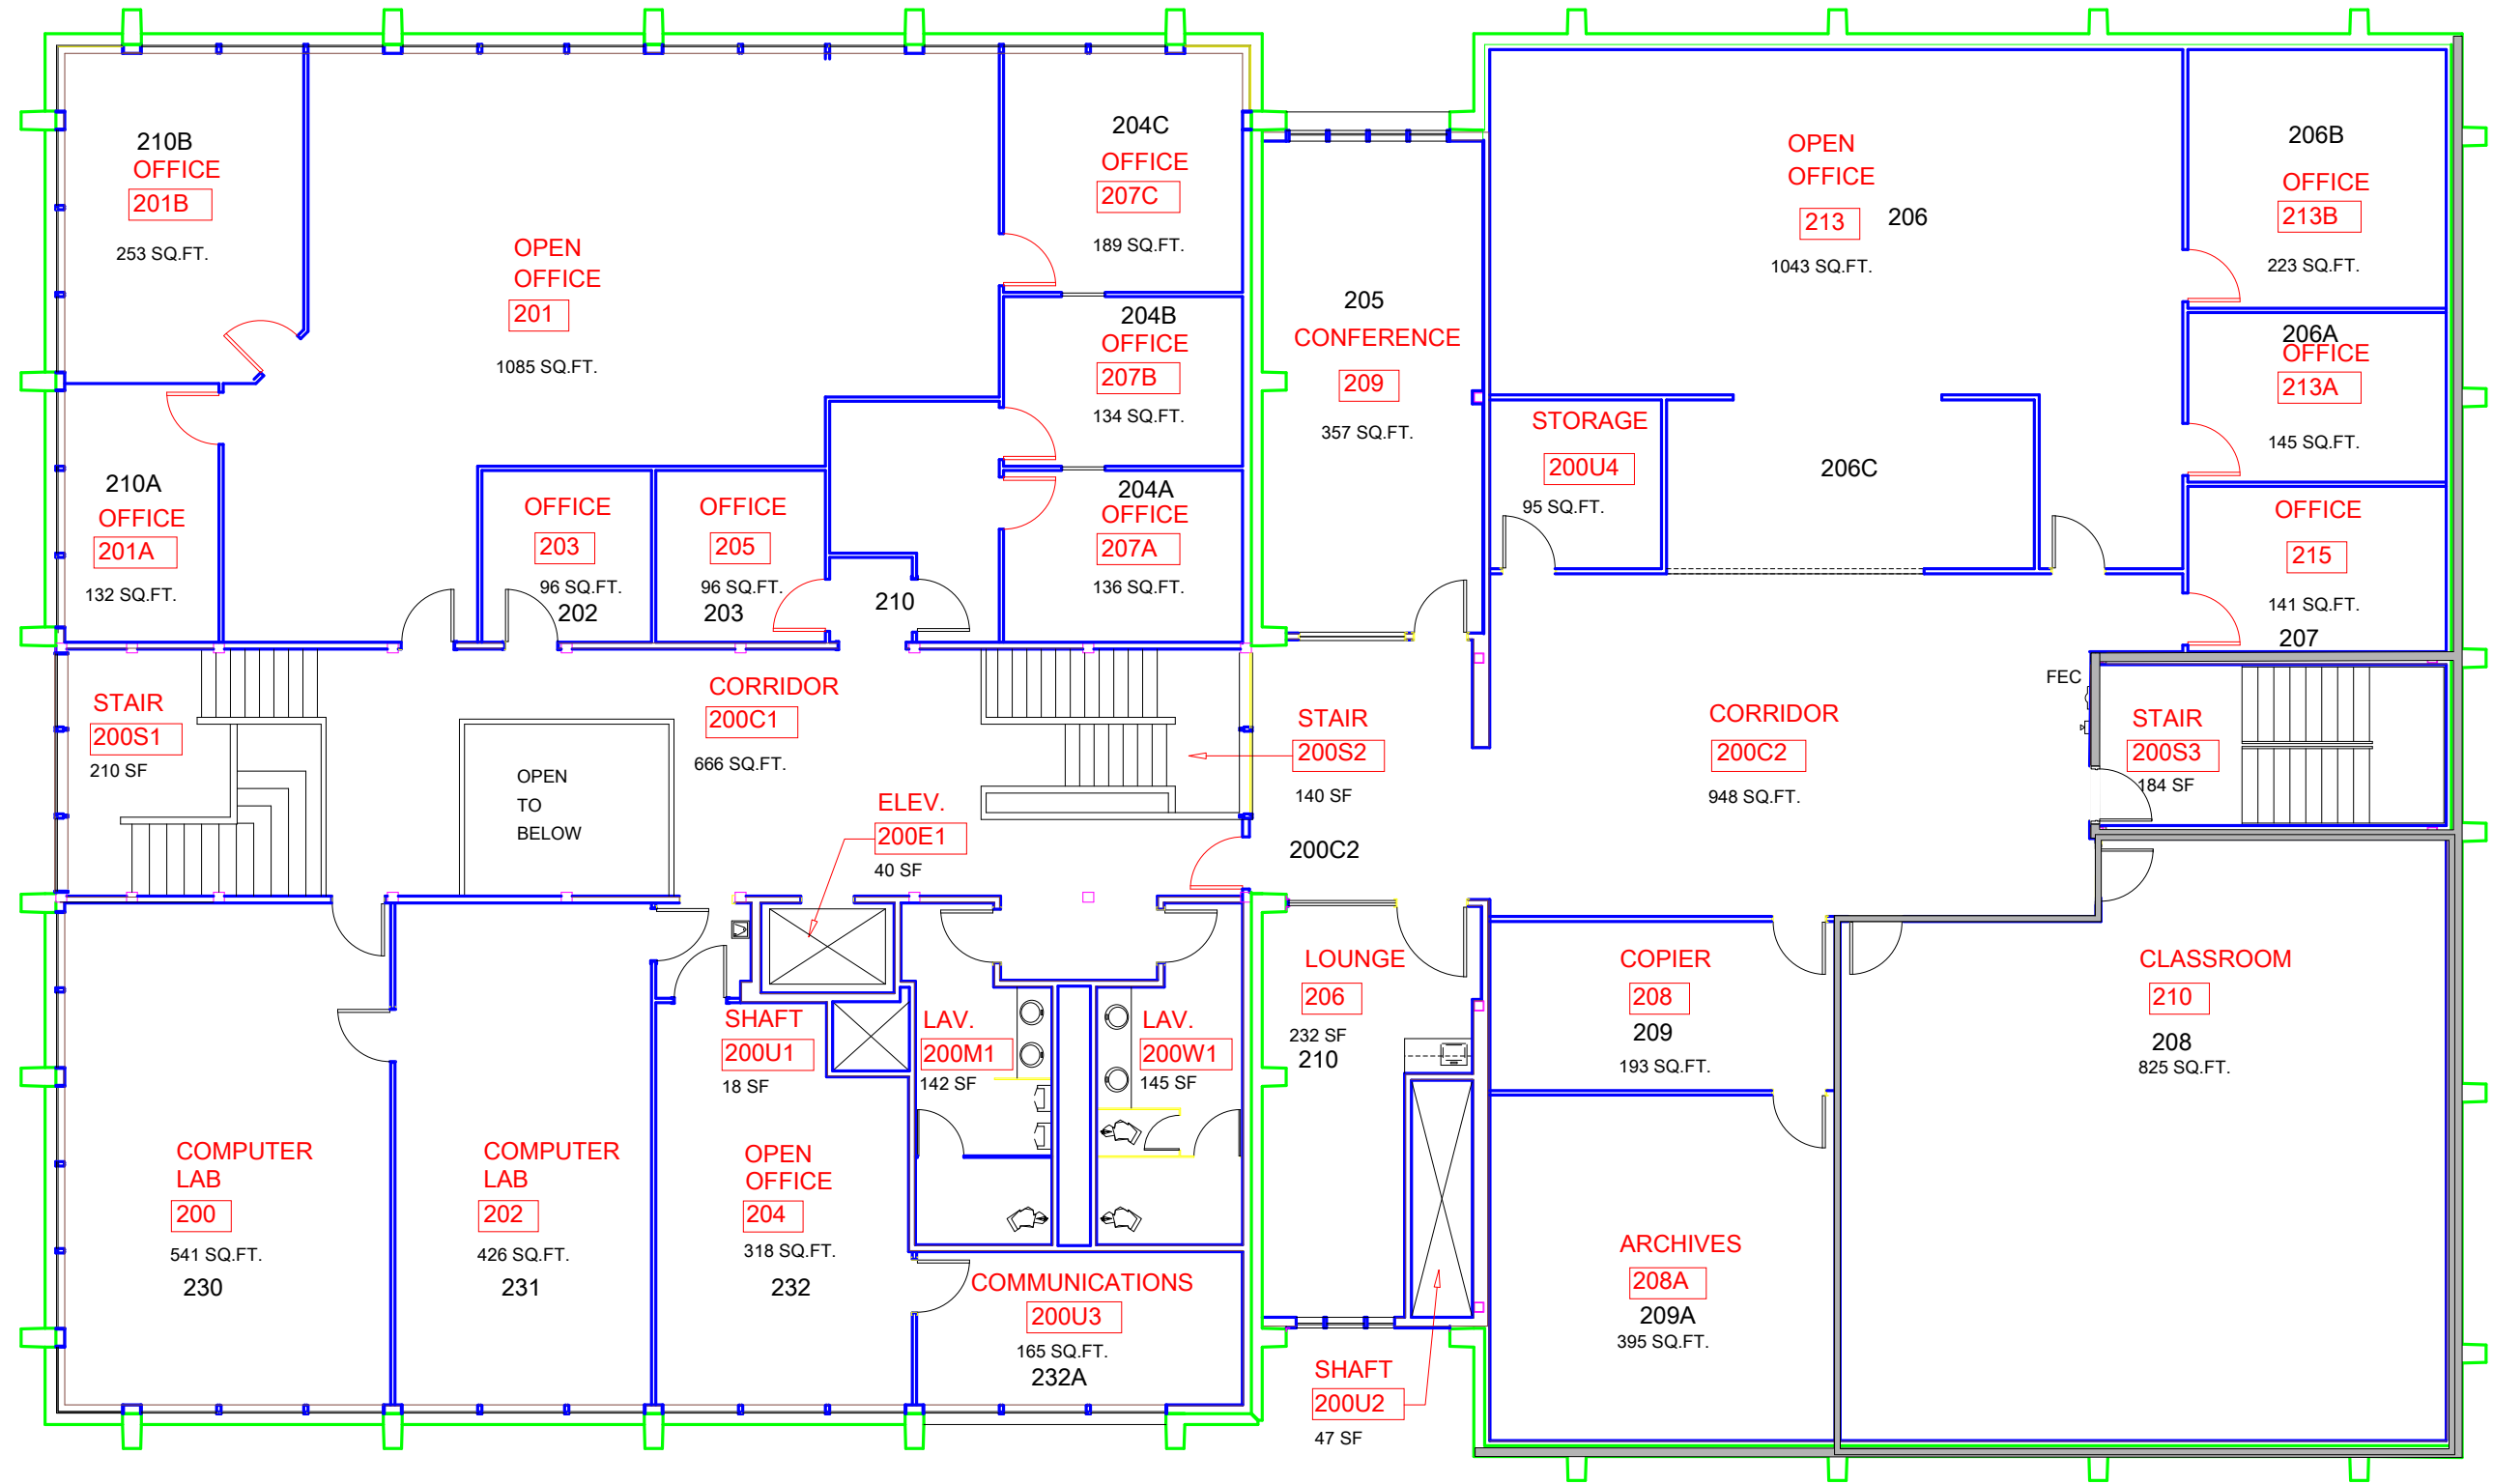 210B
OFFICE
201B
253 SQ.FT.
OPEN
OFFICE
201
1085 SQ.FT.
204C
OFFICE
207C
189 SQ.FT.
204B
OFFICE
207B
134 SQ.FT.
204A
OFFICE
207A
136 SQ.FT.
210A
OFFICE
201A
132 SQ.FT.
OFFICE
203
96 SQ.FT.
202
OFFICE
205
96 SQ.FT.
203
210
205
CONFERENCE
209
357 SQ.FT.
OPEN
OFFICE
213 206
1043 SQ.FT.
206B
OFFICE
213B
223 SQ.FT.
206A
OFFICE
213A
145 SQ.FT.
STORAGE
200U4
95 SQ.FT.
206C
OFFICE
215
141 SQ.FT.
207
STAIR
200S1
210 SF
OPEN
TO
BELOW
CORRIDOR
200C1
666 SQ.FT.
ELEV.
200E1
40 SF
STAIR
200S2
140 SF
200C2
CORRIDOR
200C2
948 SQ.FT.
FEC
STAIR
200S3
184 SF
COMPUTER
LAB
200
541 SQ.FT.
230
COMPUTER
LAB
202
426 SQ.FT.
231
SHAFT
200U1
18 SF
OPEN
OFFICE
204
318 SQ.FT.
232
LAV.
200M1
142 SF
LAV.
200W1
145 SF
COMMUNICATIONS
200U3
165 SQ.FT.
232A
LOUNGE
206
232 SF
210
SHAFT
200U2
47 SF
COPIER
208
209
193 SQ.FT.
ARCHIVES
208A
209A
395 SQ.FT.
CLASSROOM
210
208
825 SQ.FT.